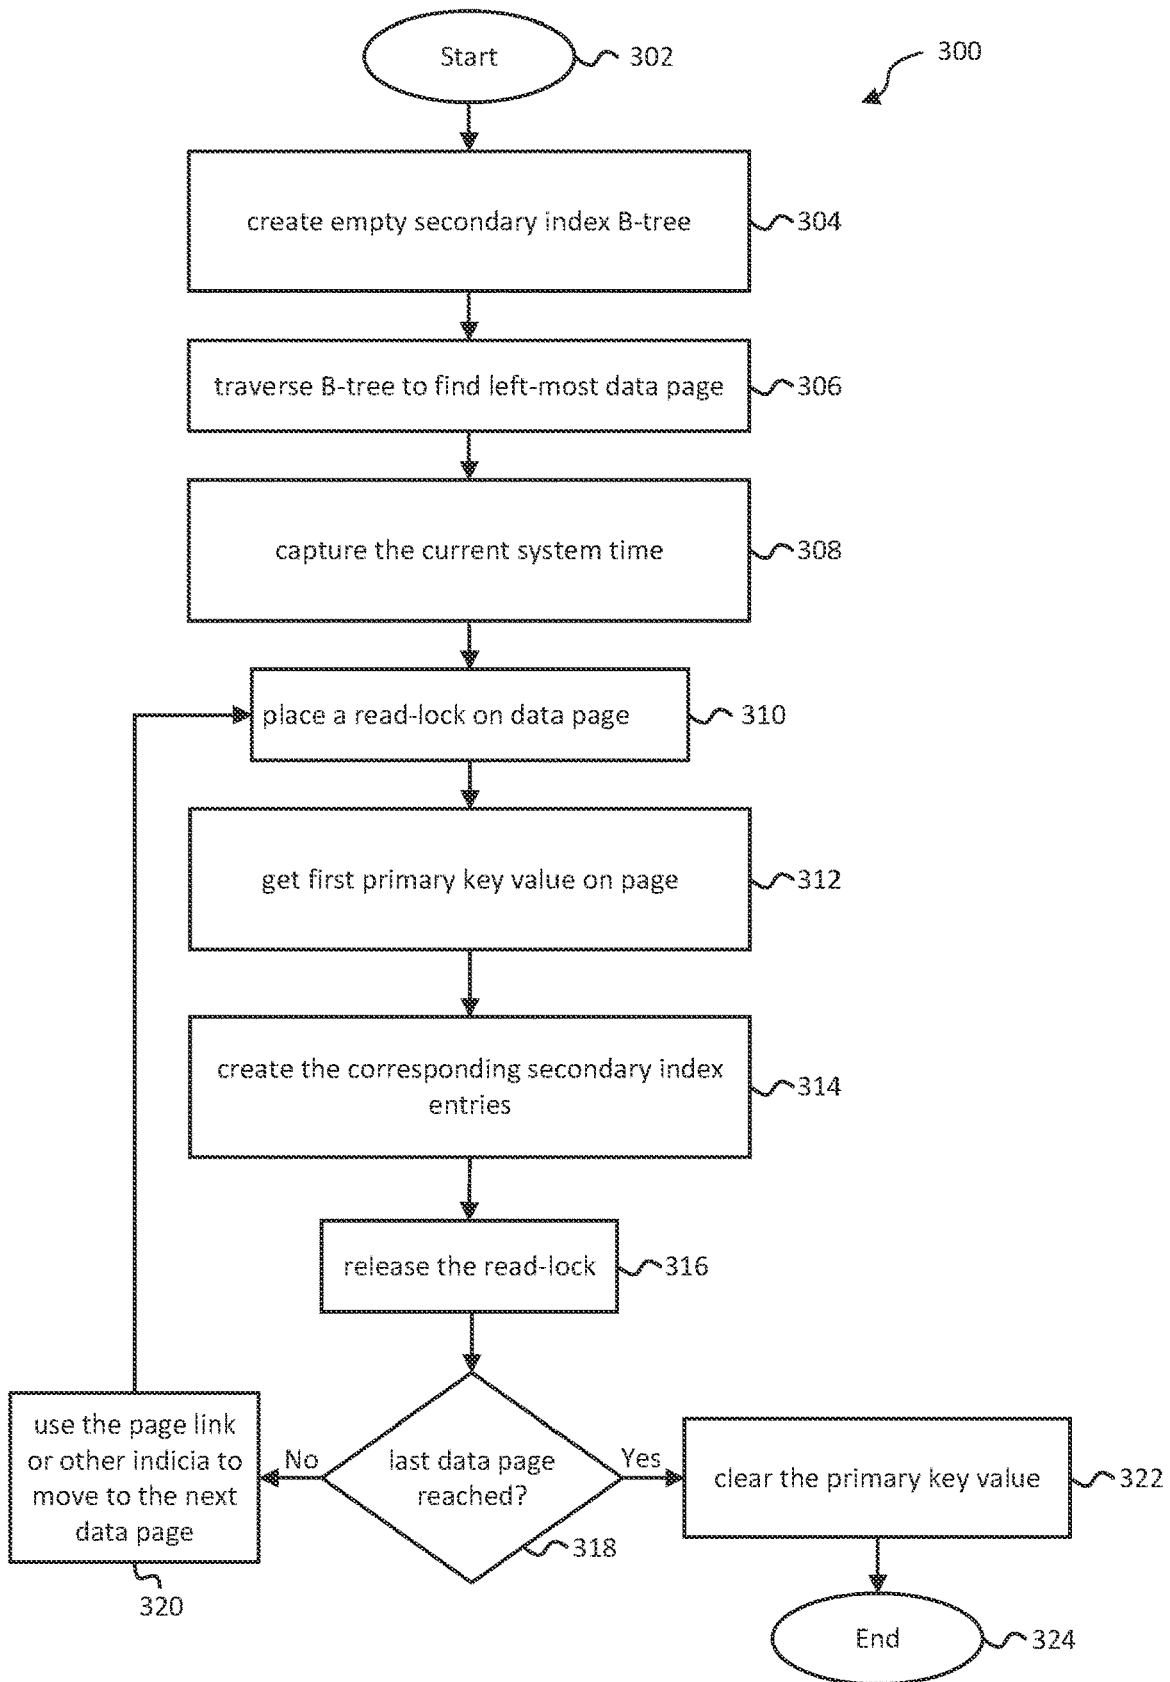 Start
302
300
create empty secondary index B-tree
304
traverse B-tree to find left-most data page
306
capture the current system time
308
place a read-lock on data page
310
get first primary key value on page
312
create the corresponding secondary index
entries
314
release the read-lock
316
use the page link
or other indicia to
move to the next
data page
320
No
last data page
reached?
318
Yes
clear the primary key value
322
End
324